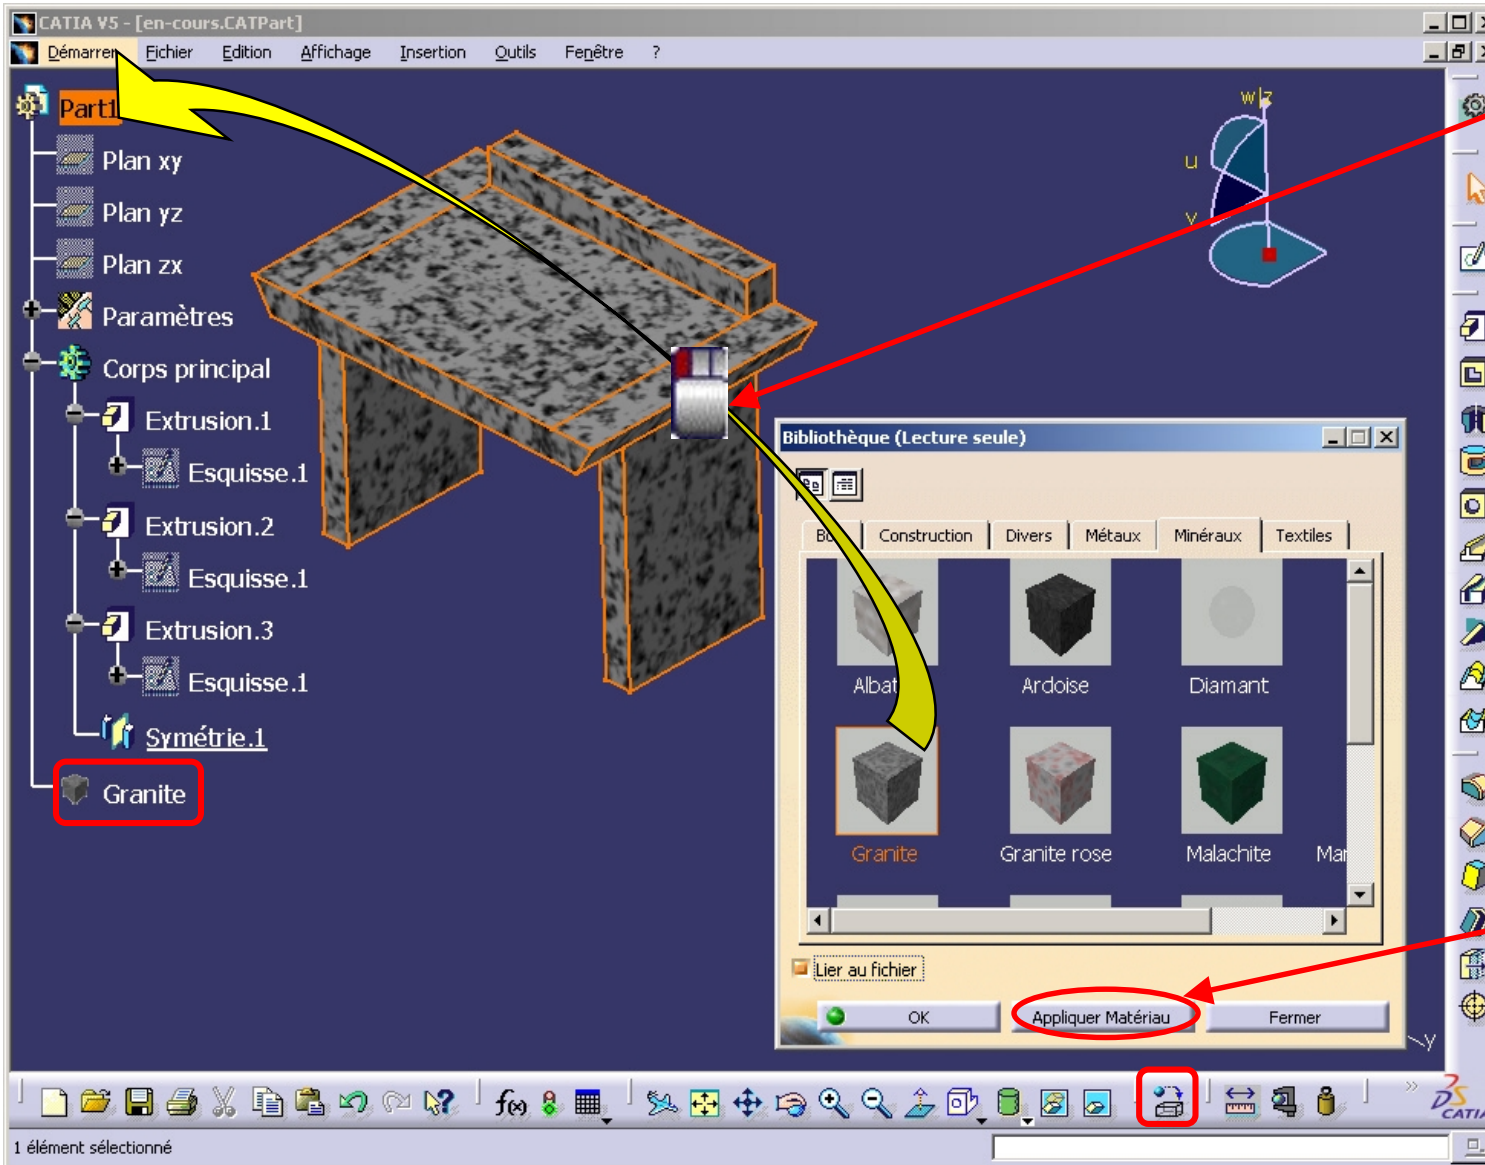 CATIA V5 - [en-cours.CATPart]
Démarrer Fichier Edition Affichage Insertion Outils Fenêtre ?
Part1
Plan xy
Plan yz
Plan zx
Paramètres
Corps principal
Extrusion.1
Esquisse.1
Extrusion.2
Esquisse.1
Extrusion.3
Esquisse.1
Symétrie.1
Granite
w z
u
v
Bibliothèque (Lecture seule)
Construction Divers Métaux Minéraux Textiles
Ardoise Diamant
Granite Granite rose Malachite Mar
Lier au fichier
OK Appliquer Matériau Fermer
y
f(x)
DS
CATIA
1 élément sélectionné